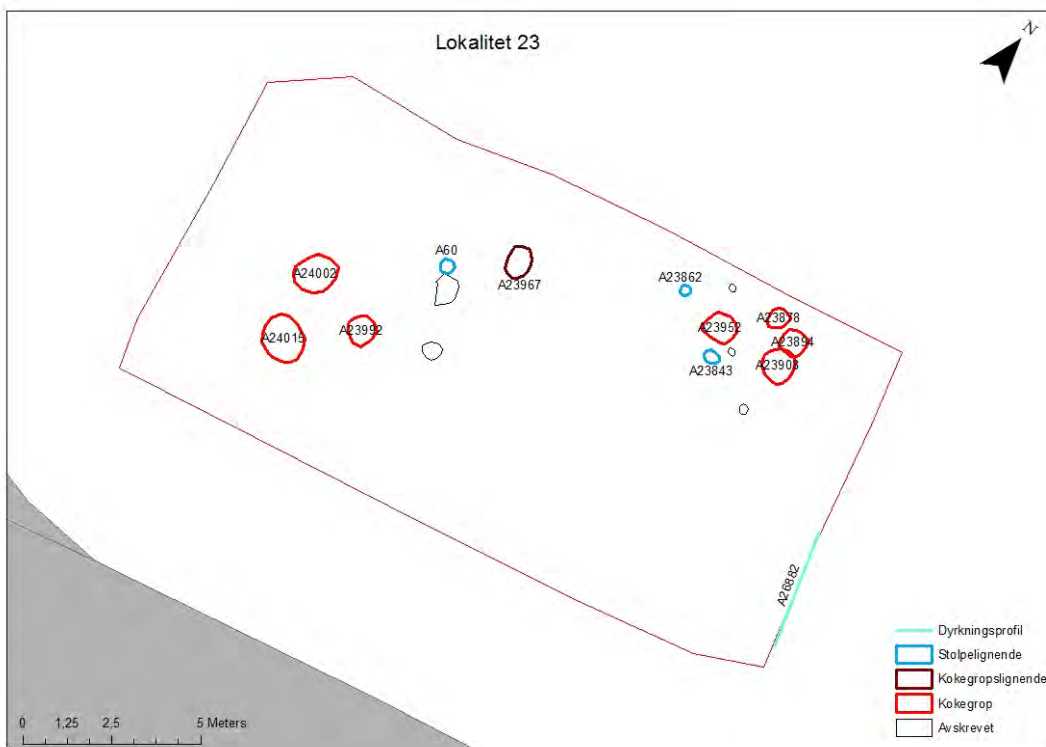 Lokalitet 23
N
A60
A23862
A24002
A23967
A23878
A24015
A23992
A23952
A23894
A23903
A23843
A26882
Dyrkningsprofil
Stolpelignende
Kokegropslignende
Kokegrop
Avskrevet
0 1,25 2,5 5 Meters